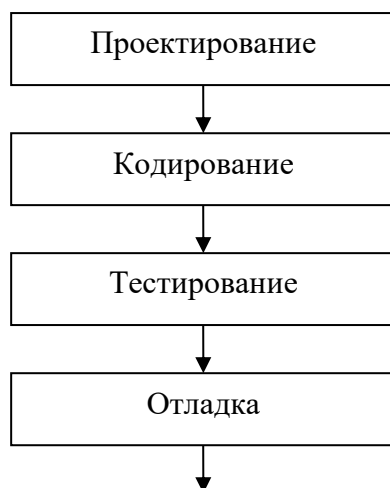 Проектирование
Кодирование
Тестирование
Отладка